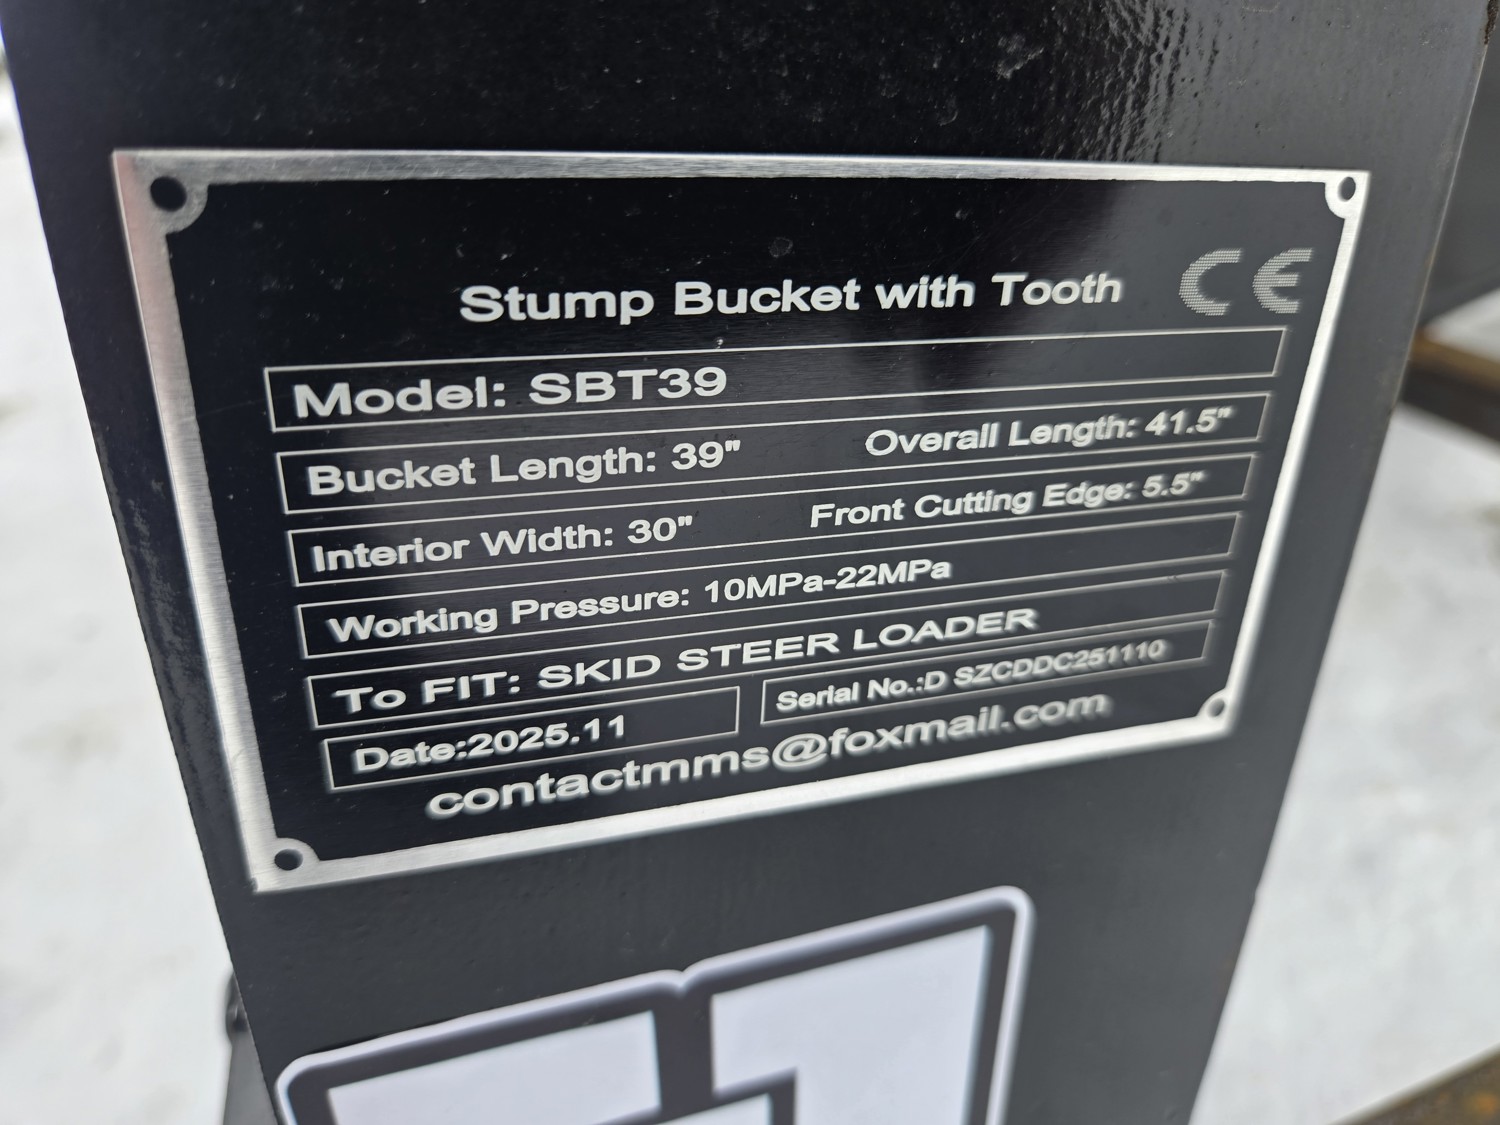 Stump Bucket with Tooth CE
Model: SBT39
Bucket Length: 39" Overall Length: 41.5"
Interior Width: 30" Front Cutting Edge: 5.5"
Working Pressure: 10MPa-22MPa
To FIT: SKID STEER LOADER
Date:2025.11 Serial No.:D SZCDDC251110
contactmms@foxmail.com